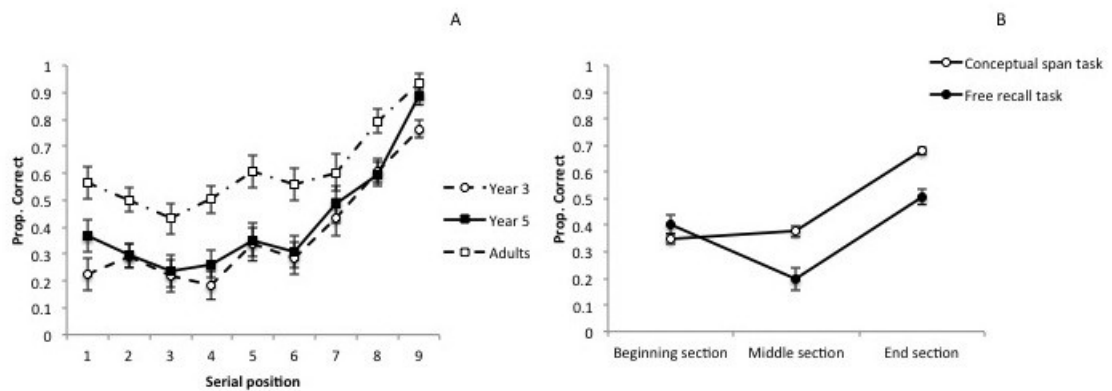 A
Prop. Correct
1
0.9
0.8
0.7
0.6
0.5
0.4
0.3
0.2
0.1
0
1 2 3 4 5 6 7 8 9
Serial position
Year 3
Year 5
Adults
B
Prop. Correct
1
0.9
0.8
0.7
0.6
0.5
0.4
0.3
0.2
0.1
0
Beginning section Middle section End section
Conceptual span task
Free recall task